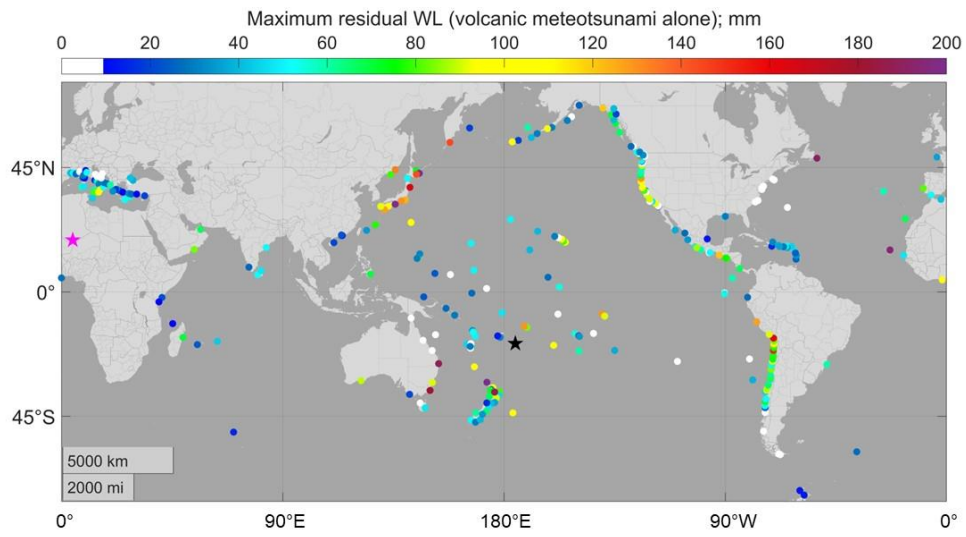 Maximum residual WL (volcanic meteotsunami alone); mm
0 20 40 60 80 100 120 140 160 180 200
45°N
0°
45°S
5000 km
2000 mi
0° 90°E 180°E 90°W 0°